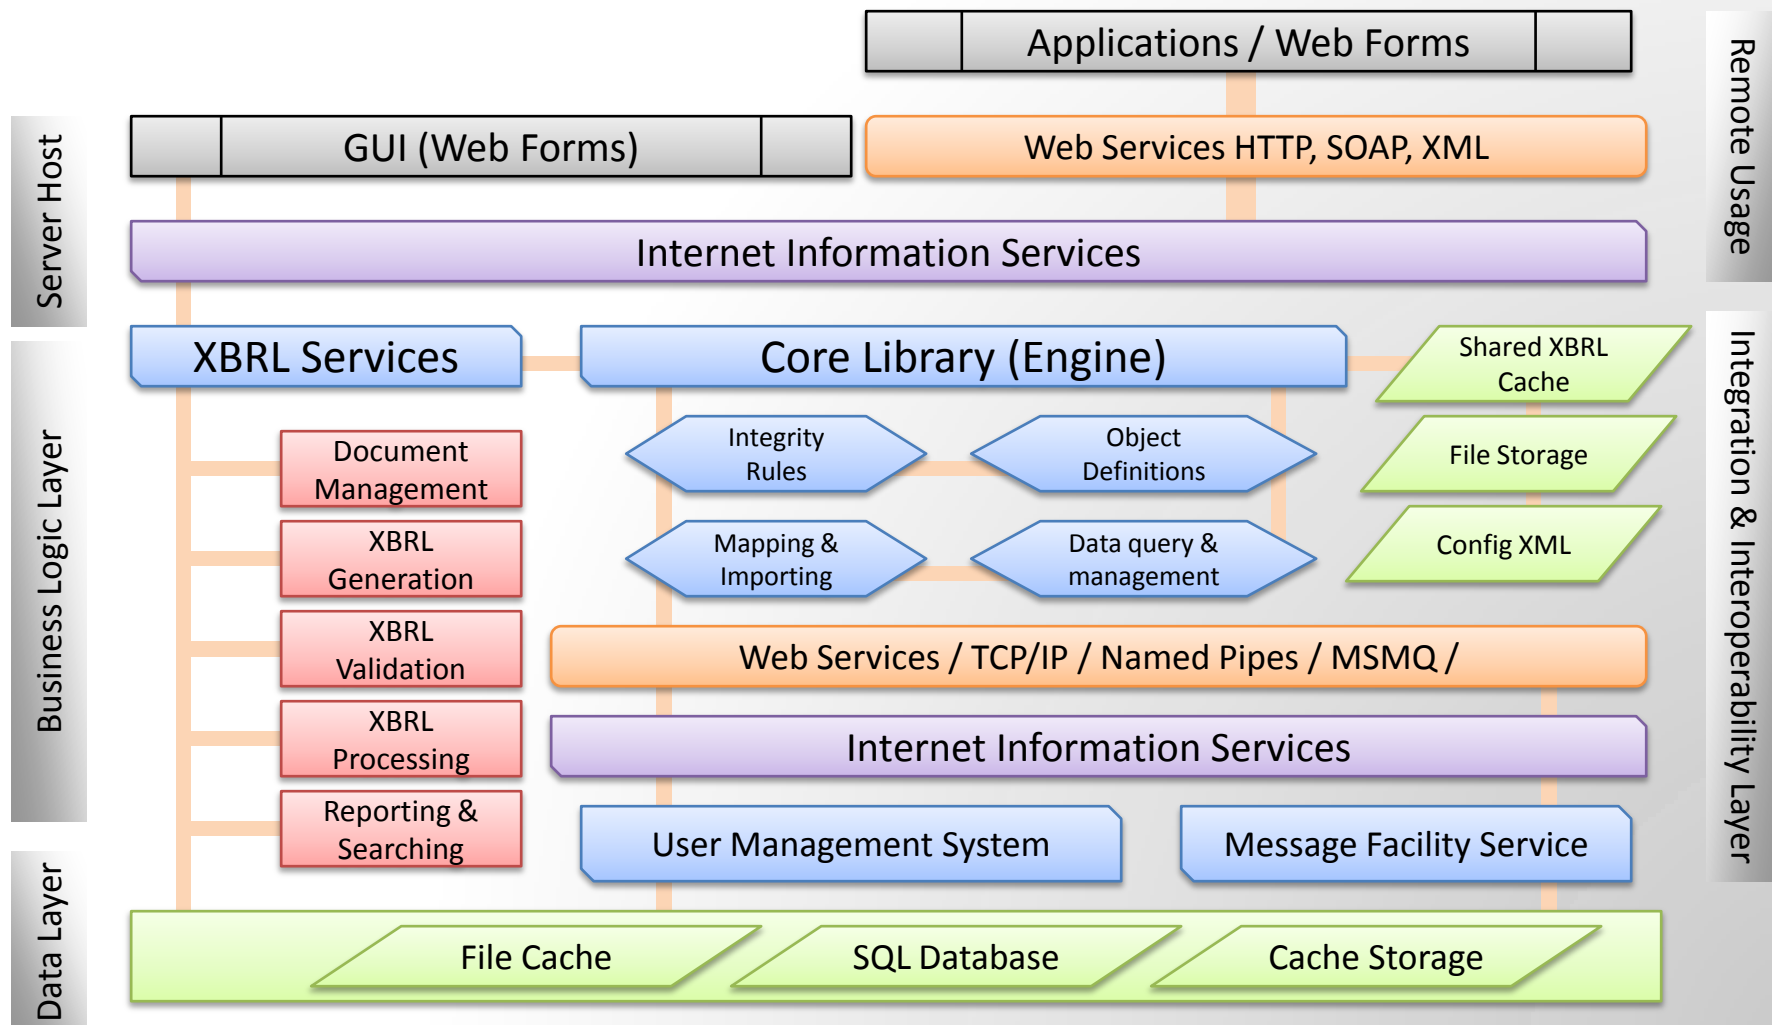 Applications / Web Forms
Remote Usage
Server Host
GUI (Web Forms)
Web Services HTTP, SOAP, XML
Internet Information Services
Business Logic Layer
XBRL Services
Core Library (Engine)
Shared XBRL
Cache
Integration & Interoperability Layer
Document
Management
Integrity
Rules
Object
Definitions
File Storage
XBRL
Generation
Mapping &
Importing
Data query &
management
Config XML
XBRL
Validation
Web Services / TCP/IP / Named Pipes / MSMQ /
XBRL
Processing
Internet Information Services
Reporting &
Searching
User Management System
Message Facility Service
Data Layer
File Cache
SQL Database
Cache Storage